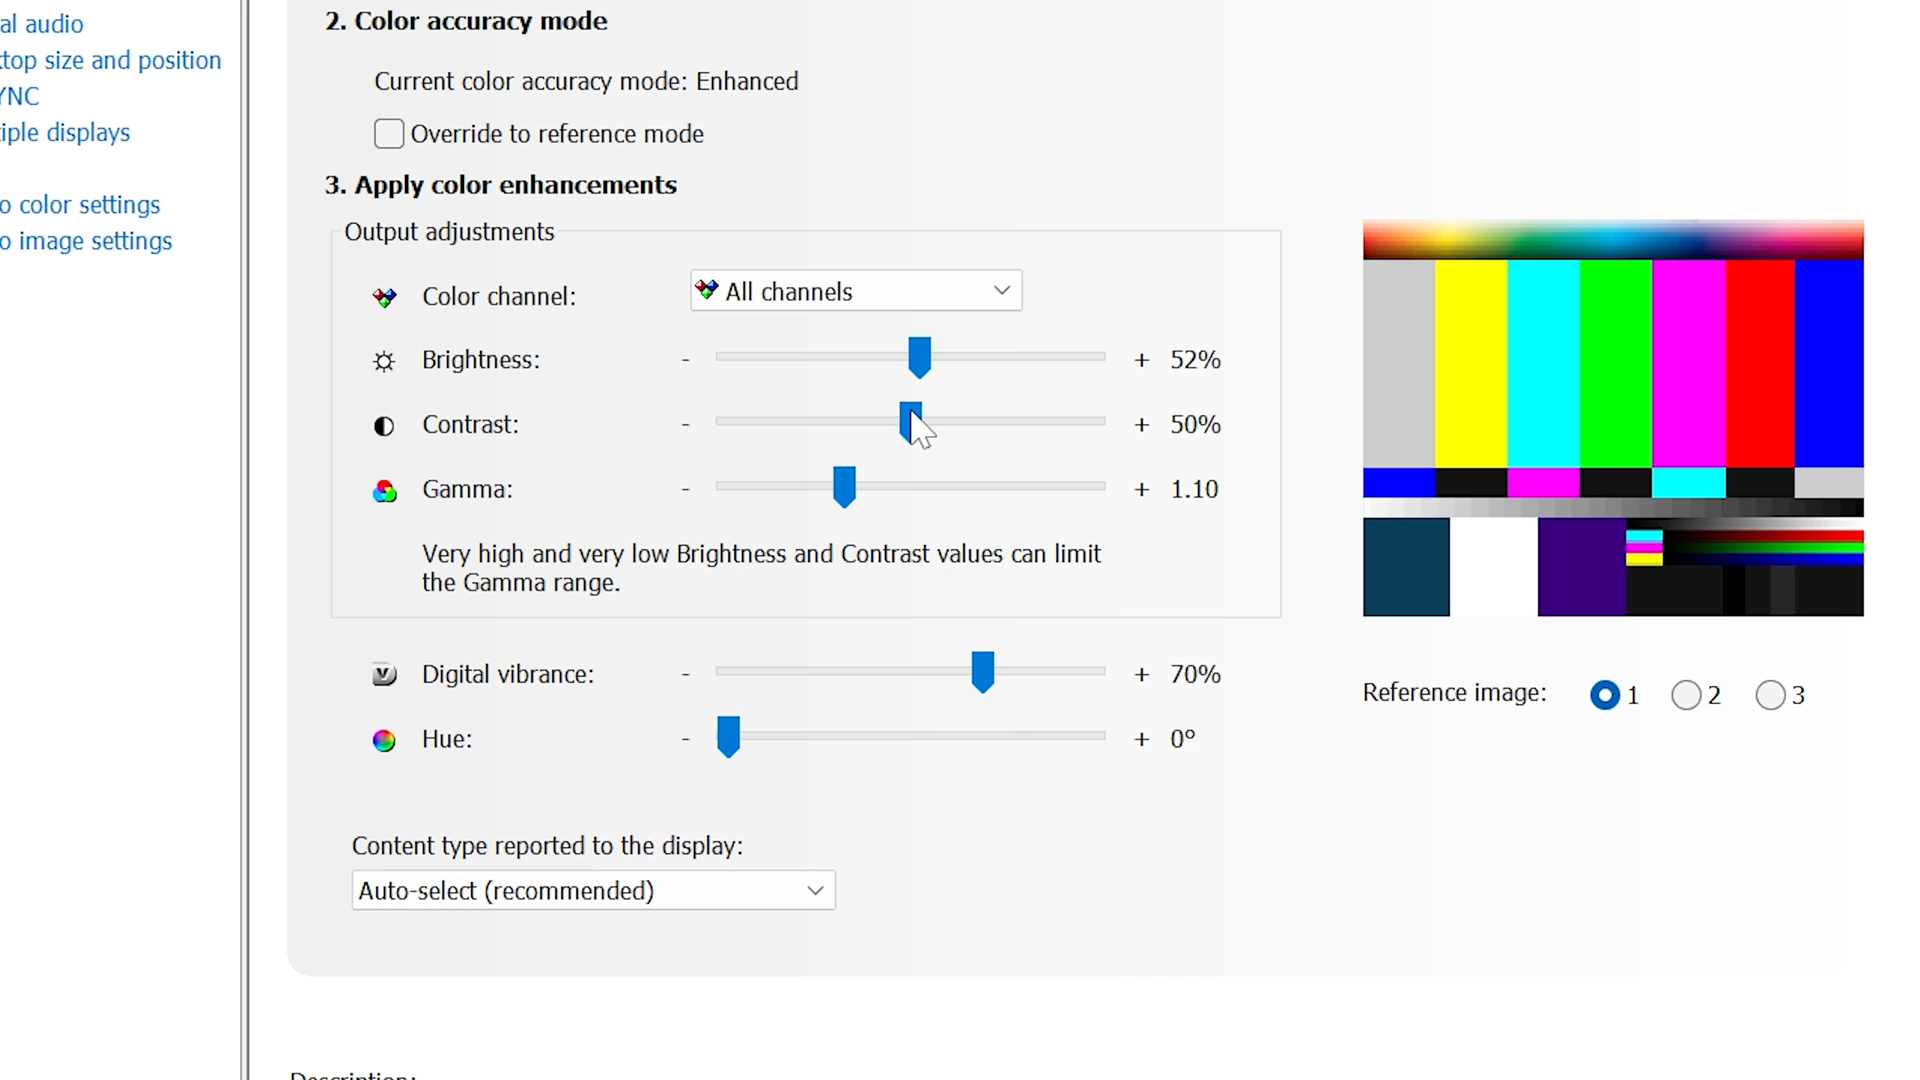 al audio
ktop size and position
YNC
iple displays
o color settings
o image settings
2. Color accuracy mode
Current color accuracy mode: Enhanced
Override to reference mode
3. Apply color enhancements
Output adjustments
Color channel: All channels
Brightness: - + 52%
Contrast: - + 50%
Gamma: - + 1.10
Very high and very low Brightness and Contrast values can limit
the Gamma range.
Digital vibrance: - + 70%
Hue: - + 0°
Reference image: 1 2 3
Content type reported to the display:
Auto-select (recommended)
Description: